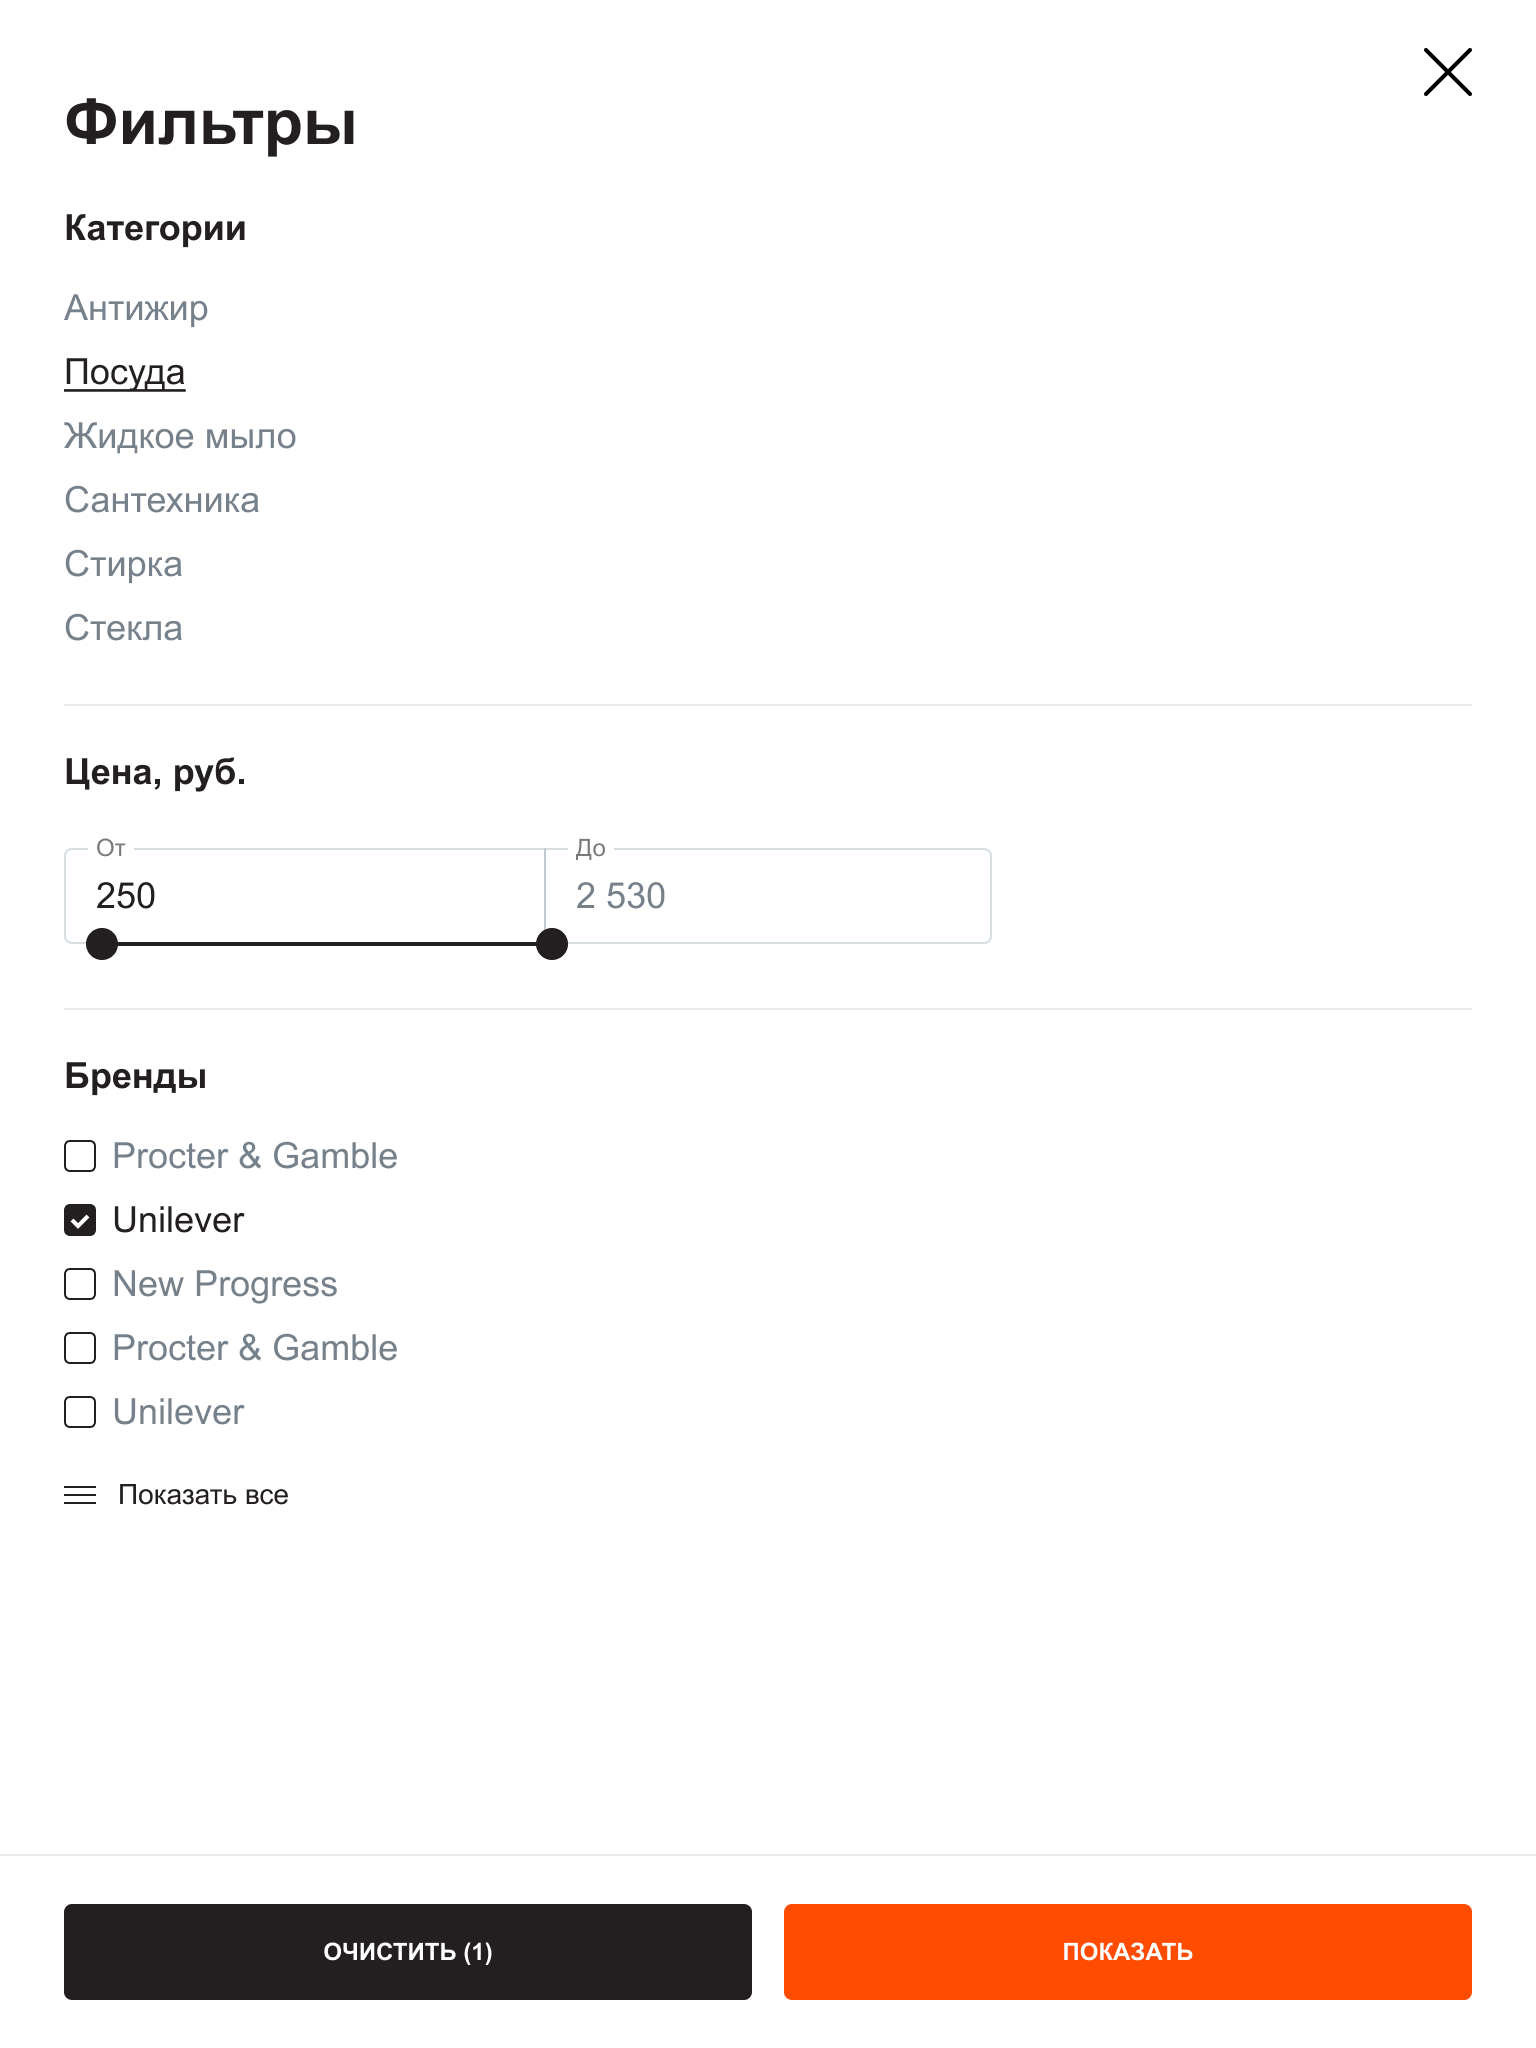 Фильтры
Категории
Антижир
Посуда
Жидкое мыло
Сантехника
Стирка
Стекла
Цена, руб.
От До
250 2 530
Бренды
Procter & Gamble
Unilever
New Progress
Procter & Gamble
Unilever
Показать все
ОЧИСТИТЬ (1) ПОКАЗАТЬ